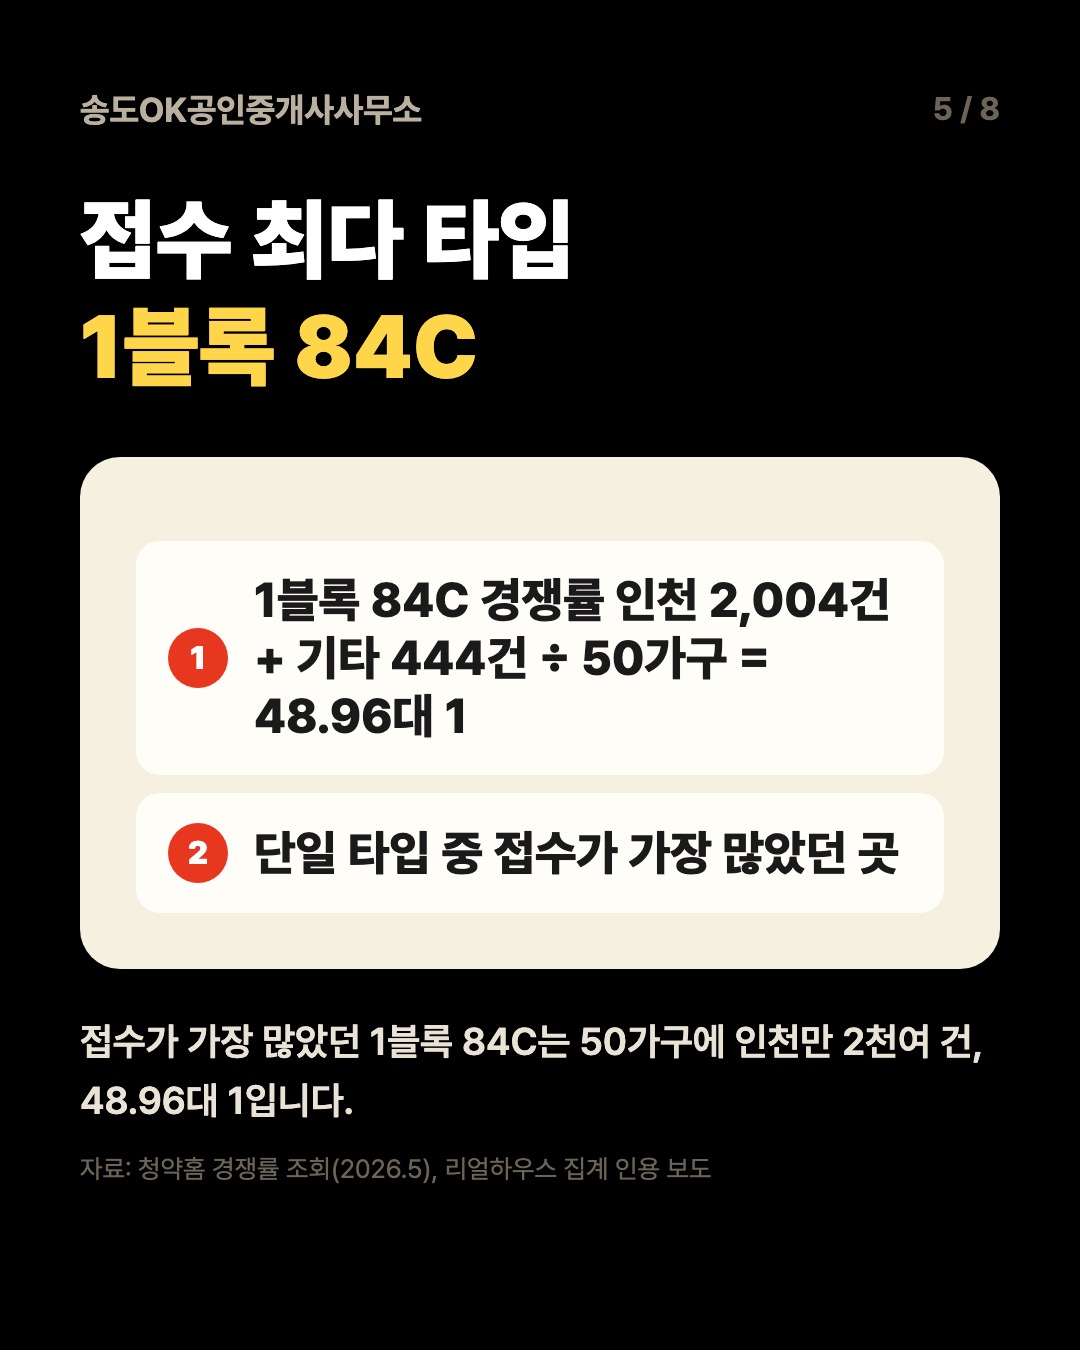 송도OK공인중개사사무소
5 / 8
접수 최다 타입
1블록 84C
1
1블록 84C 경쟁률 인천 2,004건
+ 기타 444건 ÷ 50가구 =
48.96대 1
2
단일 타입 중 접수가 가장 많았던 곳
접수가 가장 많았던 1블록 84C는 50가구에 인천만 2천여 건,
48.96대 1입니다.
자료: 청약홈 경쟁률 조회(2026.5), 리얼하우스 집계 인용 보도